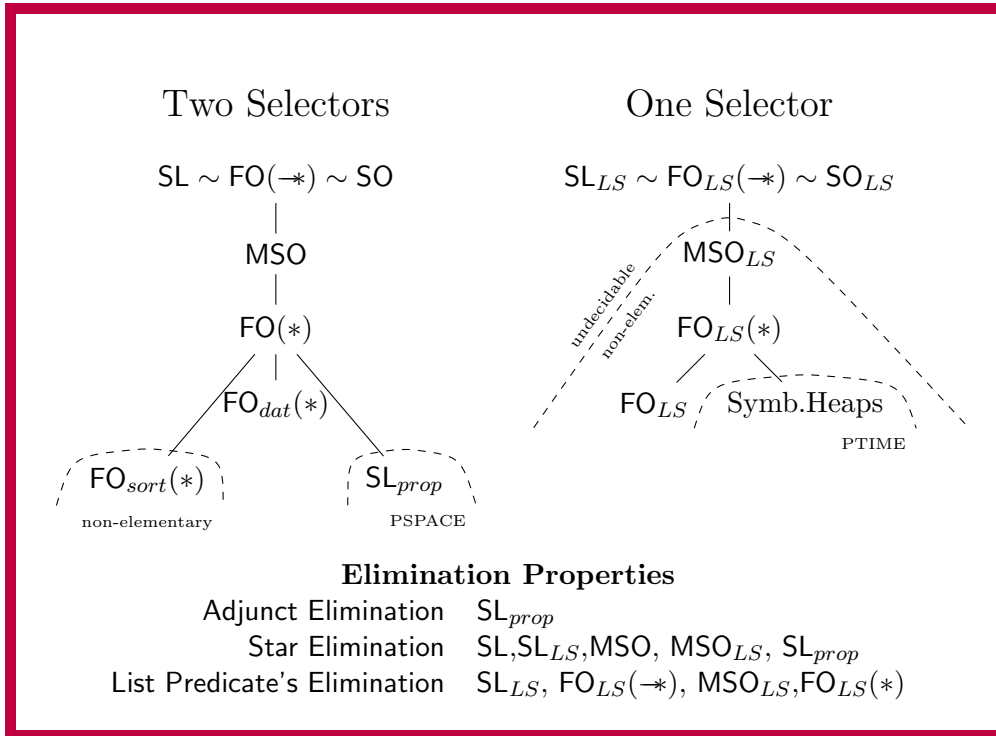 Two Selectors
One Selector
SL ∼ FO(−∗) ∼ SO
SL_LS ∼ FO_LS(−∗) ∼ SO_LS
MSO
MSO_LS
undecidable
non-elem.
FO(∗)
FO_LS(∗)
FO_dat(∗)
FO_LS
Symb.Heaps
PTIME
FO_sort(∗)
SL_prop
non-elementary
PSPACE
Elimination Properties
Adjunct Elimination SL_prop
Star Elimination SL,SL_LS,MSO, MSO_LS, SL_prop
List Predicate's Elimination SL_LS, FO_LS(−∗), MSO_LS,FO_LS(∗)